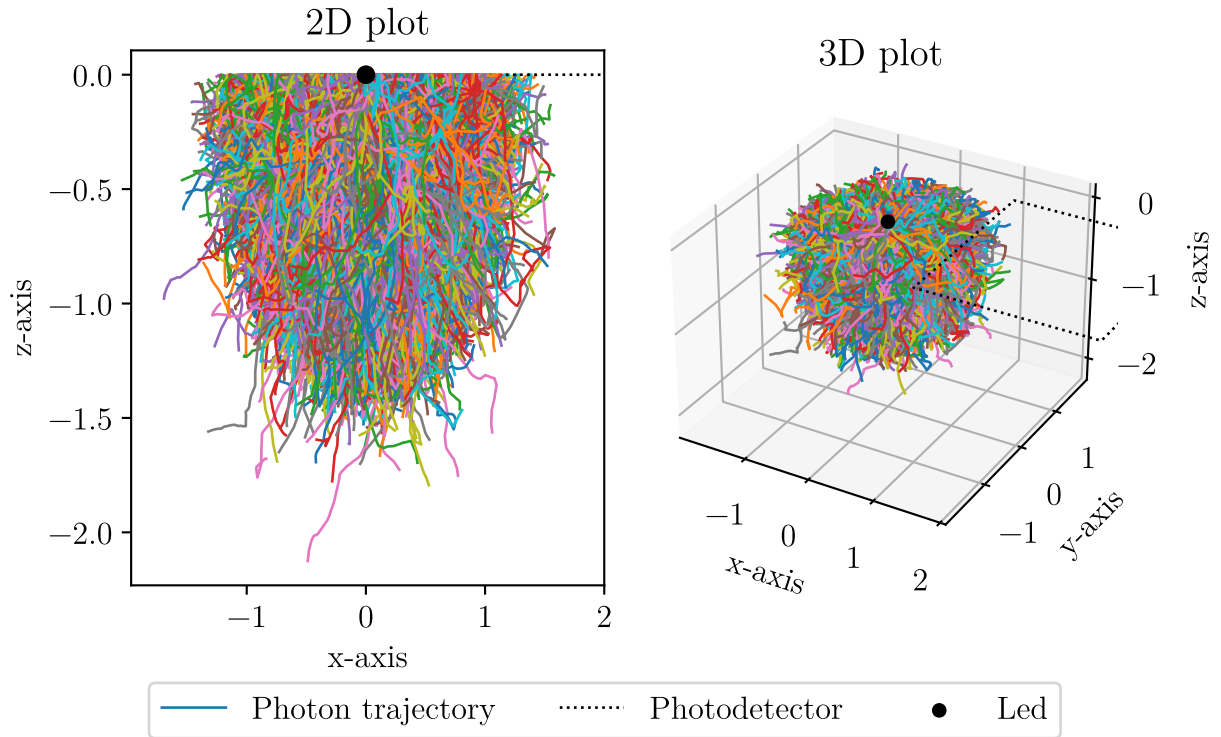 2D plot
0.0
−0.5
−1.0
−1.5
−2.0
z-axis
−1
0
1
2
x-axis
3D plot
0
−1
−2
z-axis
−1
0
1
2
x-axis
−1
0
1
y-axis
Photon trajectory
Photodetector
Led